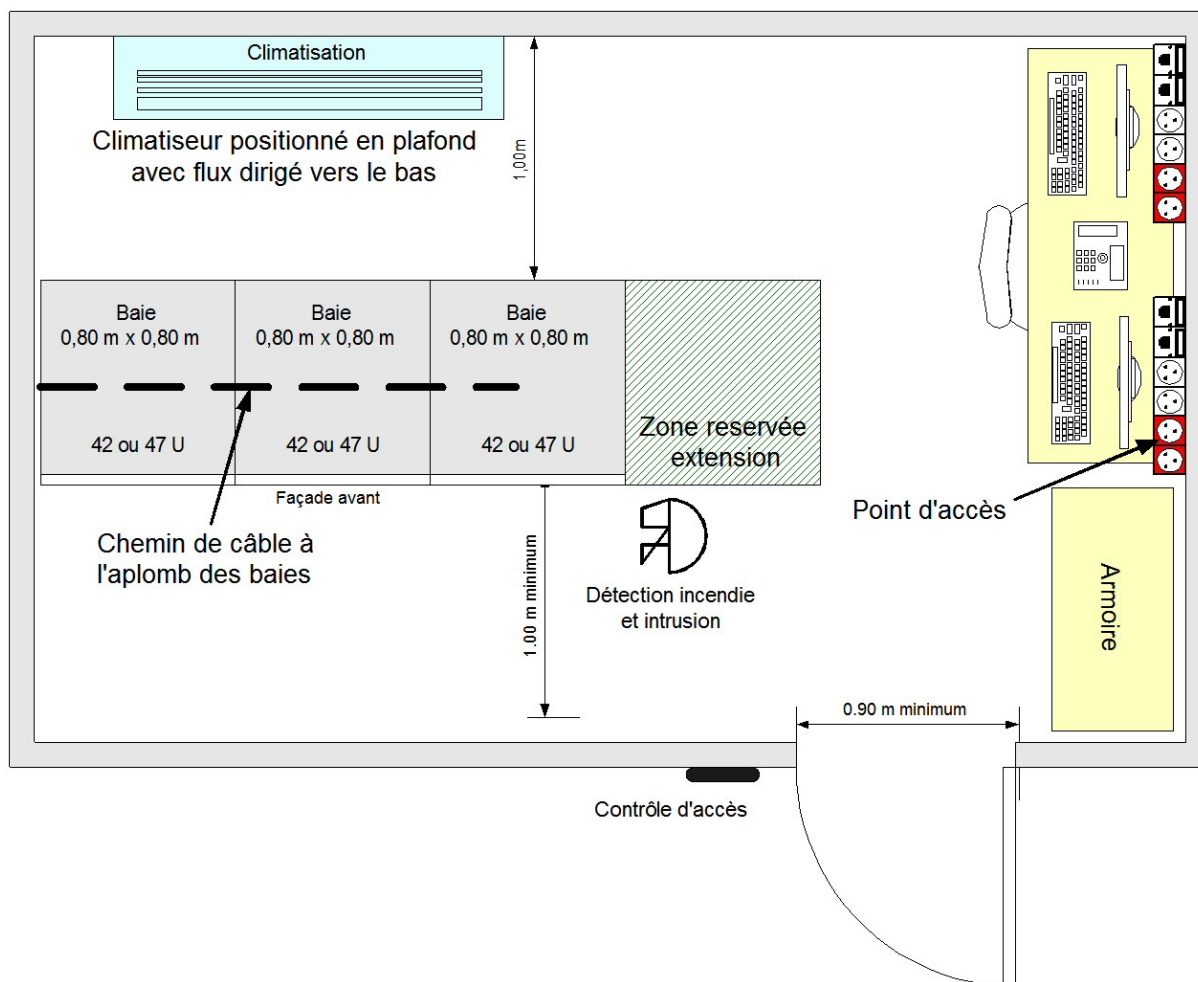 Climatisation
Climatiseur positionné en plafond
avec flux dirigé vers le bas
1,00m
Baie
0,80 m x 0,80 m
Baie
0,80 m x 0,80 m
Baie
0,80 m x 0,80 m
42 ou 47 U
42 ou 47 U
42 ou 47 U
Zone reservée
extension
Façade avant
Chemin de câble à
l'aplomb des baies
Point d'accès
1.00 m minimum
Détection incendie
et intrusion
Armoire
0.90 m minimum
Contrôle d'accès